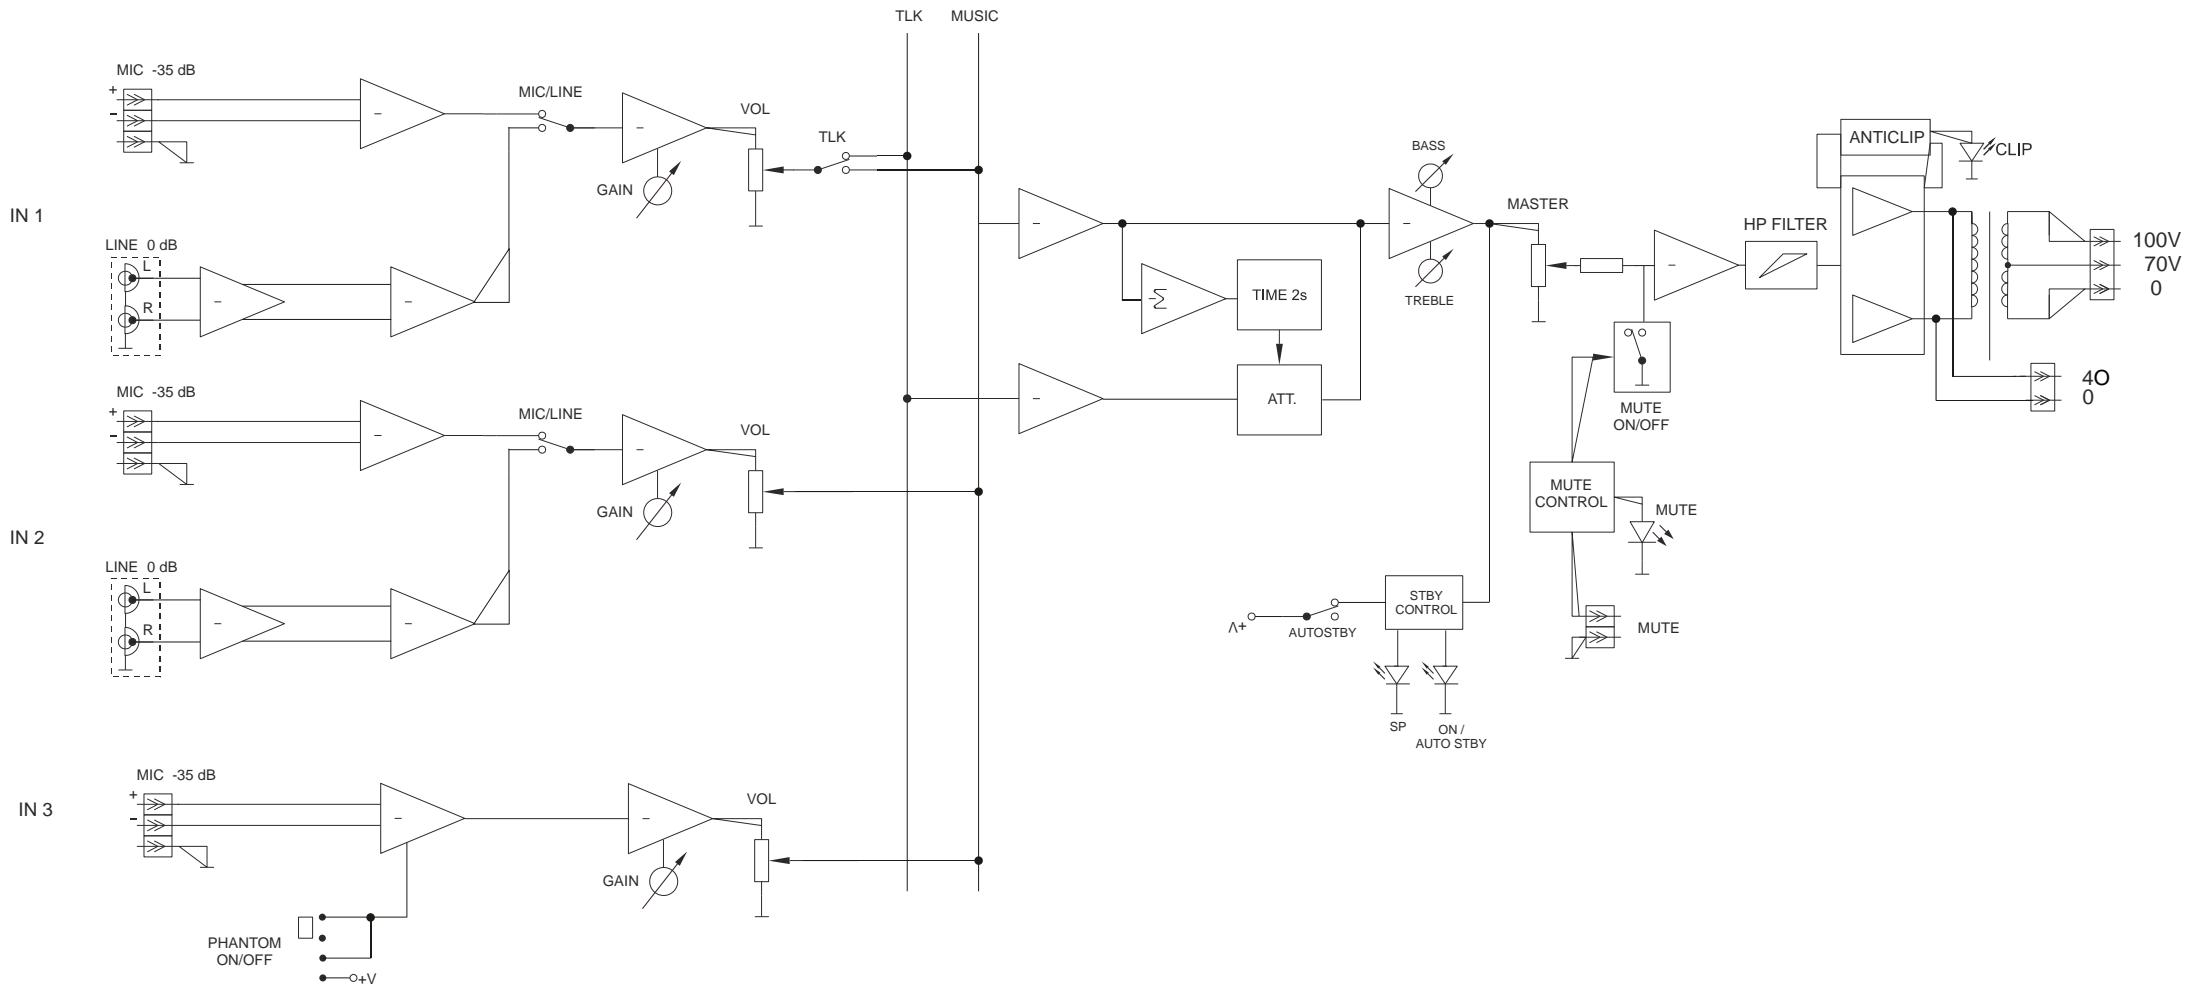 TLK MUSIC
MIC -35 dB
+
-
MIC/LINE
VOL
TLK
GAIN
IN 1
LINE 0 dB
L
R
MIC -35 dB
+
-
MIC/LINE
VOL
GAIN
IN 2
LINE 0 dB
L
R
MIC -35 dB
+
-
VOL
GAIN
IN 3
PHANTOM
ON/OFF
+V
BASS
TREBLE
MASTER
Σ
TIME 2s
ATT.
HP FILTER
ANTICLIP
CLIP
100V
70V
0
4O
0
MUTE
ON/OFF
MUTE
CONTROL
MUTE
MUTE
STBY
CONTROL
Λ+
AUTOSTBY
SP
ON /
AUTO STBY